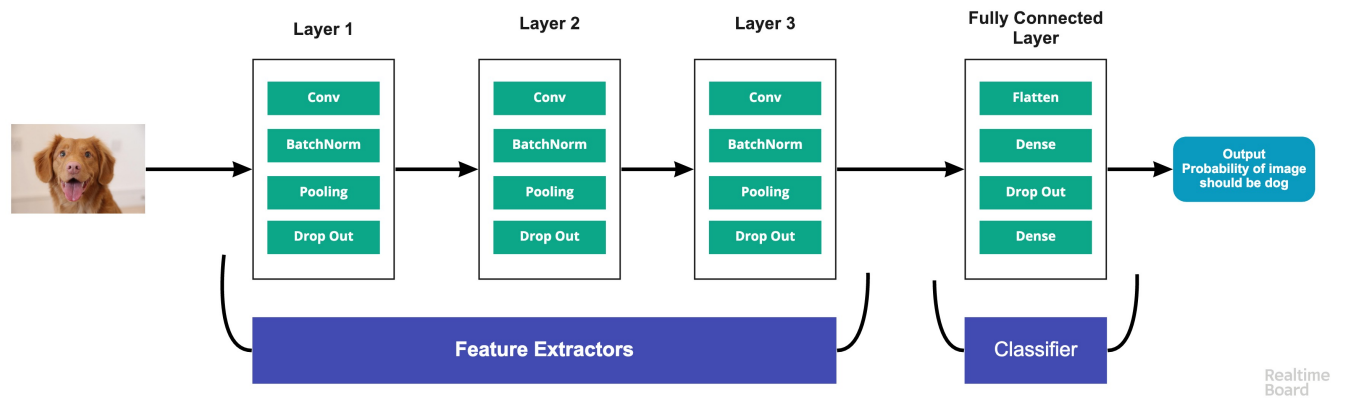 Layer 1
Conv
BatchNorm
Pooling
Drop Out
Layer 2
Conv
BatchNorm
Pooling
Drop Out
Layer 3
Conv
BatchNorm
Pooling
Drop Out
Fully Connected
Layer
Flatten
Dense
Drop Out
Dense
Output
Probability of image
should be dog
Feature Extractors
Classifier
Realtime
Board